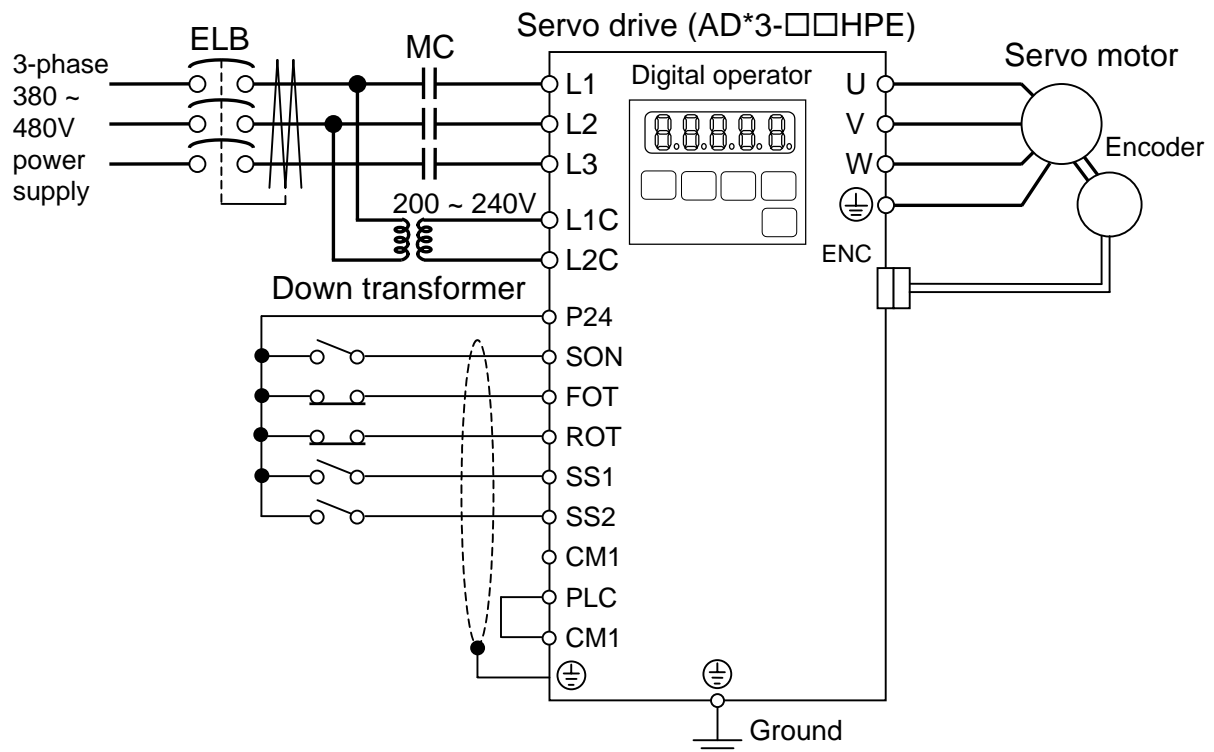 Servo drive (AD*3-□□HPE)
ELB
MC
Servo motor
3-phase
380 ~
480V
power
supply
L1
L2
L3
200 ~ 240V
L1C
L2C
Down transformer
Digital operator
8.8.8.8.8.
U
V
W
Encoder
ENC
P24
SON
FOT
ROT
SS1
SS2
CM1
PLC
CM1
Ground